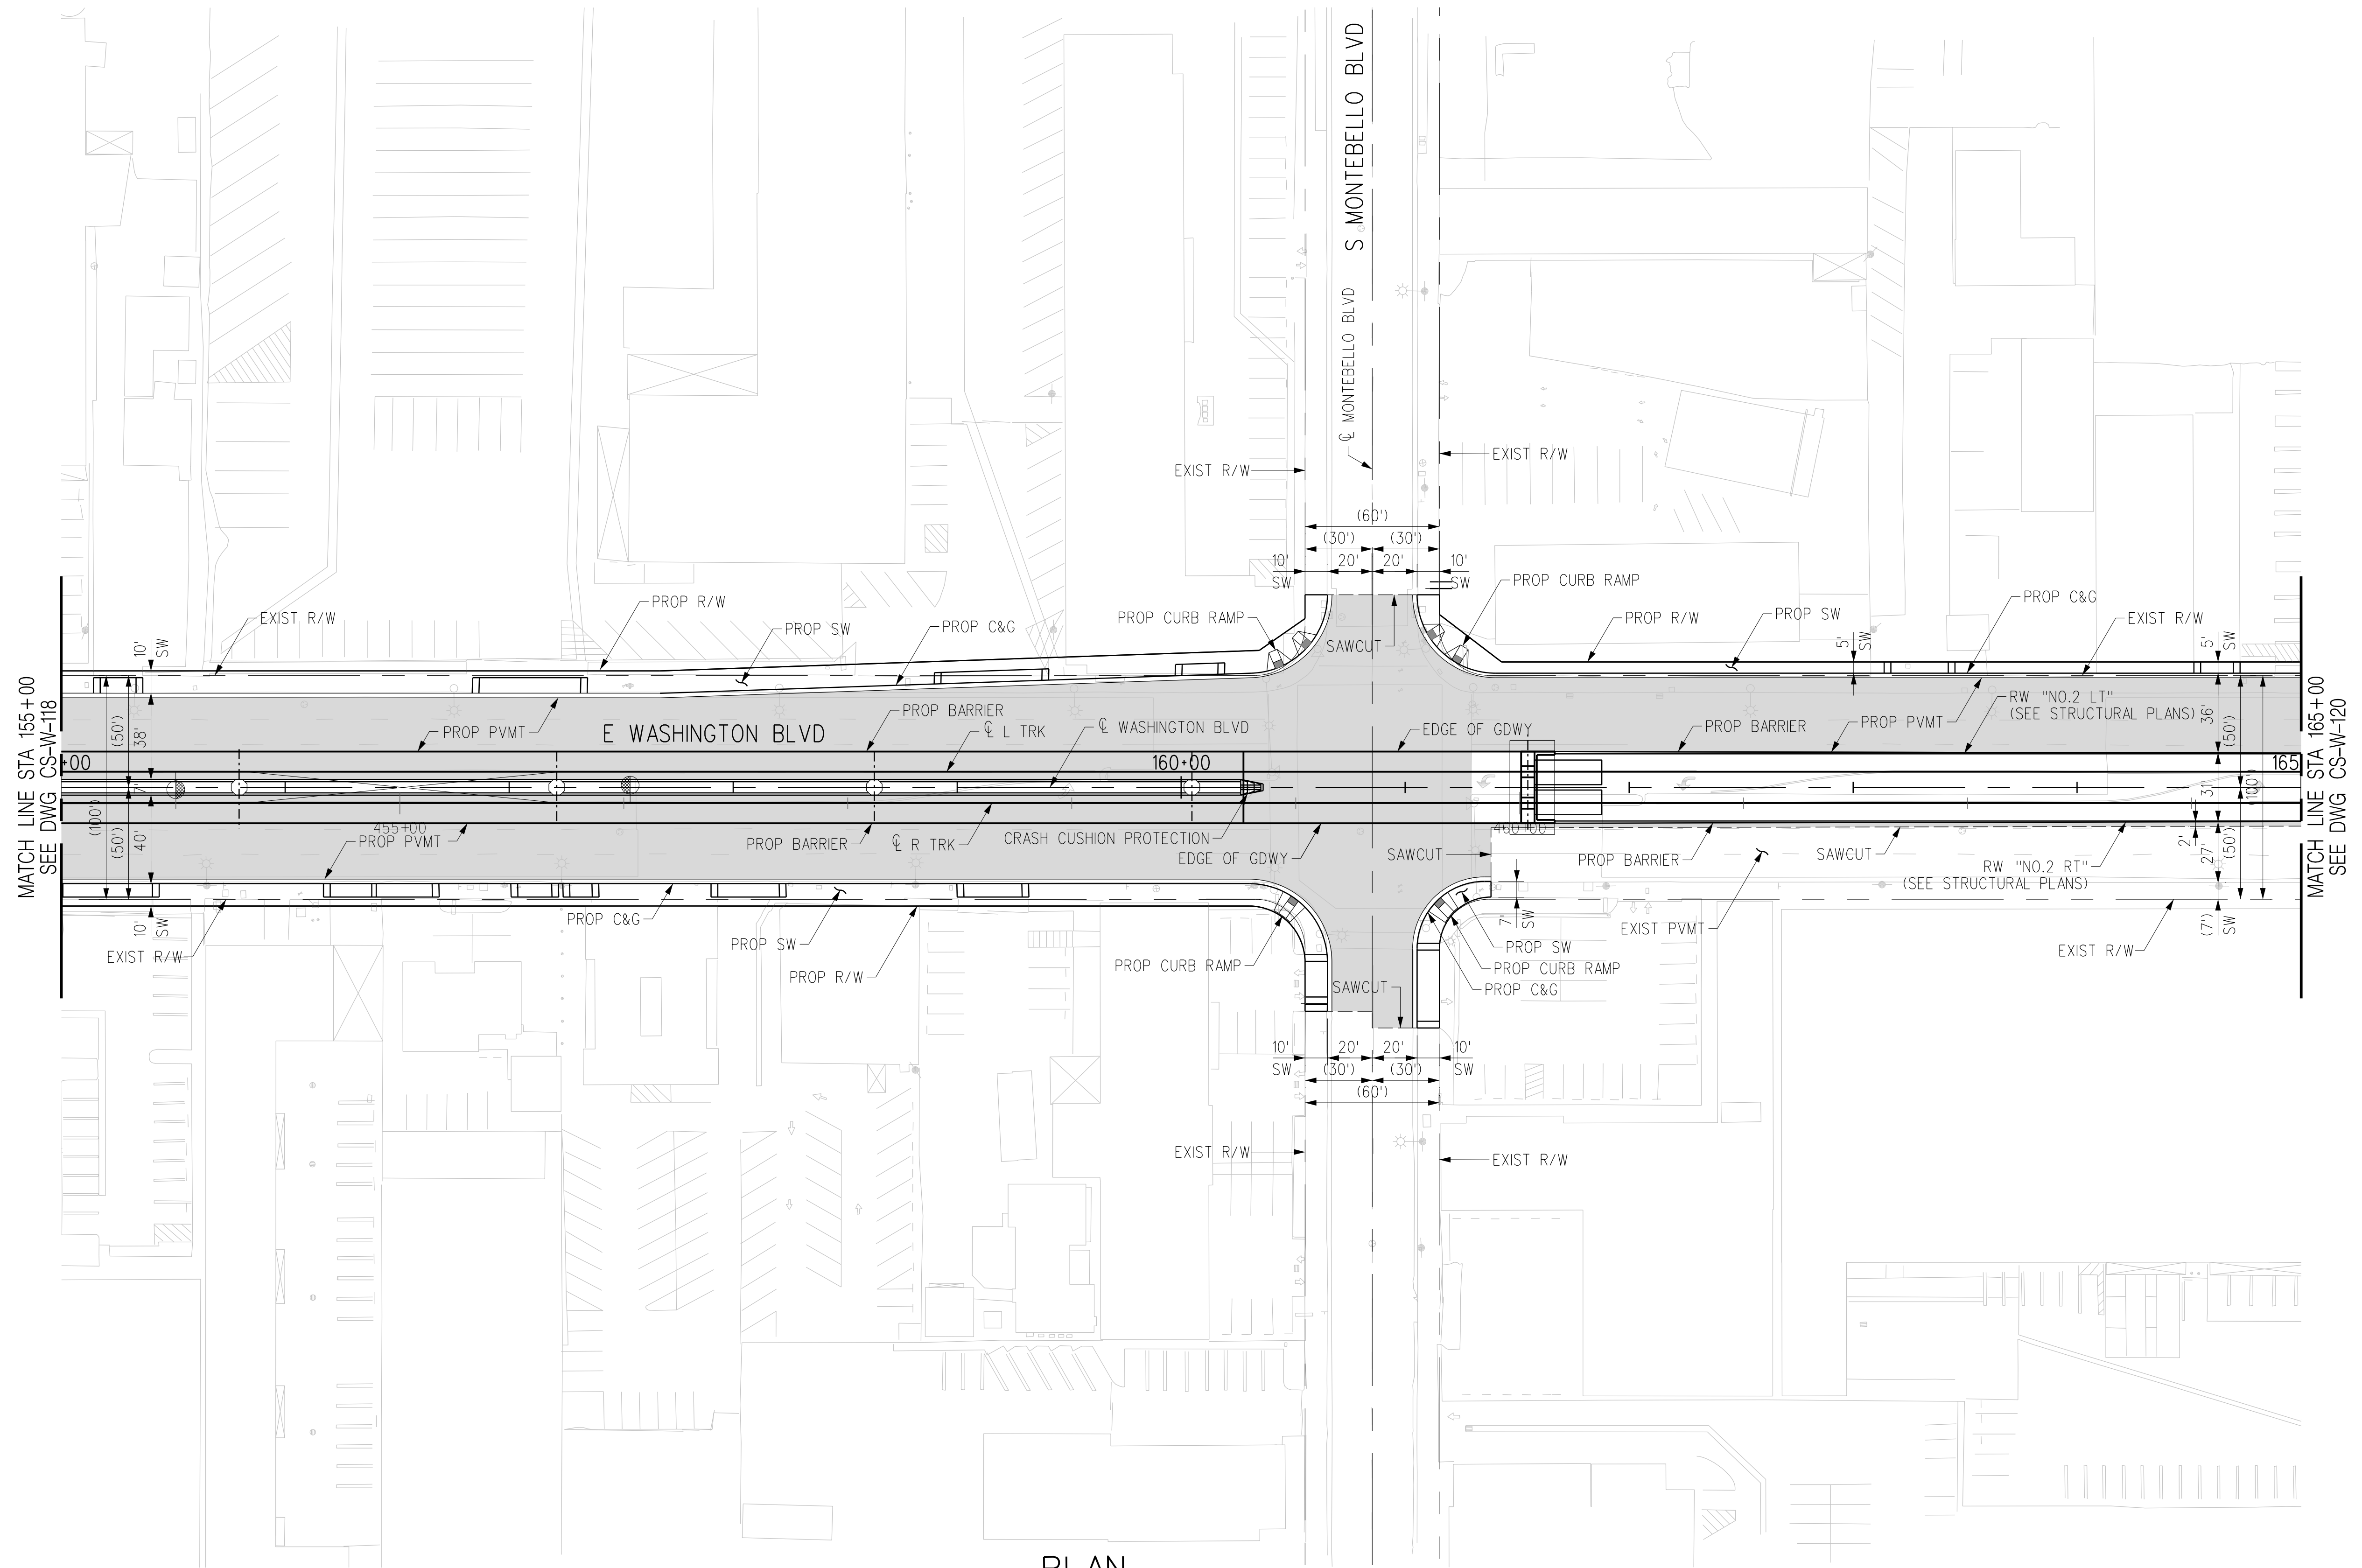 S MONTEBELLO BLVD
℄ MONTEBELLO BLVD
EXIST R/W
EXIST R/W
(60')
(30')
(30')
10'
SW
20'
20'
10'
SW
PROP CURB RAMP
PROP CURB RAMP
SAWCUT
EXIST R/W
PROP R/W
PROP SW
PROP C&G
PROP R/W
PROP SW
PROP C&G
EXIST R/W
10'
SW
5'
SW
5'
SW
MATCH LINE STA 155+00
SEE DWG CS-W-118
MATCH LINE STA 165+00
SEE DWG CS-W-120
(100')
(50')
(50')
38'
7'
40'
10'
SW
PROP PVMT
PROP PVMT
E WASHINGTON BLVD
PROP BARRIER
℄ L TRK
℄ WASHINGTON BLVD
EDGE OF GDWY
PROP BARRIER
PROP PVMT
RW "NO.2 LT"
(SEE STRUCTURAL PLANS)
36'
(50')
+00
160+00
165
31'
(100')
455+00
460+00
PROP PVMT
PROP BARRIER
℄ R TRK
CRASH CUSHION PROTECTION
EDGE OF GDWY
SAWCUT
PROP BARRIER
SAWCUT
RW "NO.2 RT"
(SEE STRUCTURAL PLANS)
2'
27'
(50')
(7')
SW
EXIST R/W
PROP C&G
PROP SW
PROP R/W
PROP CURB RAMP
SAWCUT
7'
SW
PROP SW
PROP CURB RAMP
PROP C&G
EXIST PVMT
EXIST R/W
10'
SW
20'
20'
10'
SW
(30')
(30')
(60')
EXIST R/W
EXIST R/W
PLAN